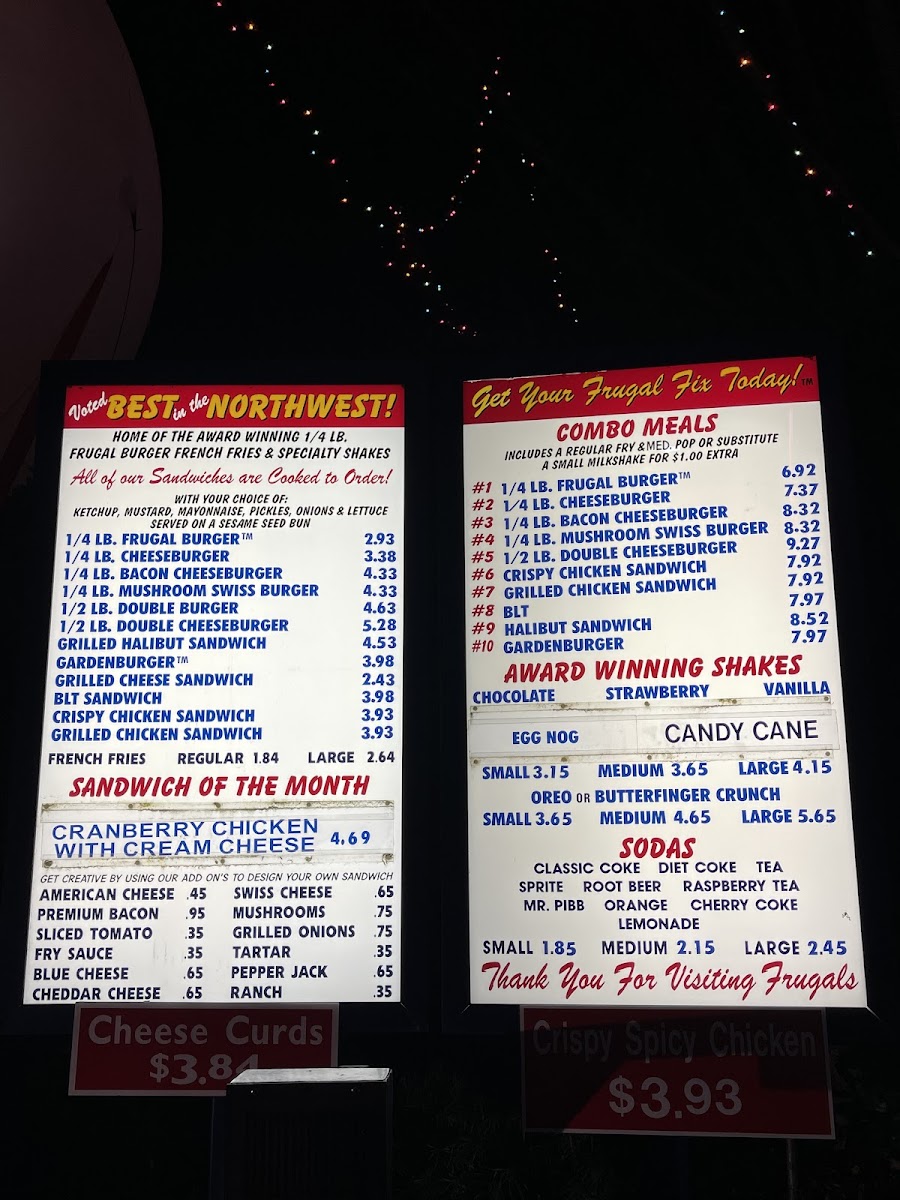 Voted BEST in the NORTHWEST!
HOME OF THE AWARD WINNING 1/4 LB.
FRUGAL BURGER FRENCH FRIES & SPECIALTY SHAKES
All of our Sandwiches are Cooked to Order!
WITH YOUR CHOICE OF:
KETCHUP, MUSTARD, MAYONNAISE, PICKLES, ONIONS & LETTUCE
SERVED ON A SESAME SEED BUN
1/4 LB. FRUGAL BURGER™ 2.93
1/4 LB. CHEESEBURGER 3.38
1/4 LB. BACON CHEESEBURGER 4.33
1/4 LB. MUSHROOM SWISS BURGER 4.33
1/2 LB. DOUBLE BURGER 4.63
1/2 LB. DOUBLE CHEESEBURGER 5.28
GRILLED HALIBUT SANDWICH 4.53
GARDENBURGER™ 3.98
GRILLED CHEESE SANDWICH 2.43
BLT SANDWICH 3.98
CRISPY CHICKEN SANDWICH 3.93
GRILLED CHICKEN SANDWICH 3.93
FRENCH FRIES REGULAR 1.84 LARGE 2.64
SANDWICH OF THE MONTH
CRANBERRY CHICKEN
WITH CREAM CHEESE 4.69
GET CREATIVE BY USING OUR ADD ON'S TO DESIGN YOUR OWN SANDWICH
AMERICAN CHEESE .45 SWISS CHEESE .65
PREMIUM BACON .95 MUSHROOMS .75
SLICED TOMATO .35 GRILLED ONIONS .75
FRY SAUCE .35 TARTAR .35
BLUE CHEESE .65 PEPPER JACK .65
CHEDDAR CHEESE .65 RANCH .35
Cheese Curds
$3.84
Get Your Frugal Fix Today!™
COMBO MEALS
INCLUDES A REGULAR FRY & MED. POP OR SUBSTITUTE
A SMALL MILKSHAKE FOR $1.00 EXTRA
#1 1/4 LB. FRUGAL BURGER™ 6.92
#2 1/4 LB. CHEESEBURGER 7.37
#3 1/4 LB. BACON CHEESEBURGER 8.32
#4 1/4 LB. MUSHROOM SWISS BURGER 8.32
#5 1/2 LB. DOUBLE CHEESEBURGER 9.27
#6 CRISPY CHICKEN SANDWICH 7.92
#7 GRILLED CHICKEN SANDWICH 7.92
#8 BLT 7.97
#9 HALIBUT SANDWICH 8.52
#10 GARDENBURGER 7.97
AWARD WINNING SHAKES
CHOCOLATE STRAWBERRY VANILLA
EGG NOG CANDY CANE
SMALL 3.15 MEDIUM 3.65 LARGE 4.15
OREO OR BUTTERFINGER CRUNCH
SMALL 3.65 MEDIUM 4.65 LARGE 5.65
SODAS
CLASSIC COKE DIET COKE TEA
SPRITE ROOT BEER RASPBERRY TEA
MR. PIBB ORANGE CHERRY COKE
LEMONADE
SMALL 1.85 MEDIUM 2.15 LARGE 2.45
Thank You For Visiting Frugals
Crispy Spicy Chicken
$3.93